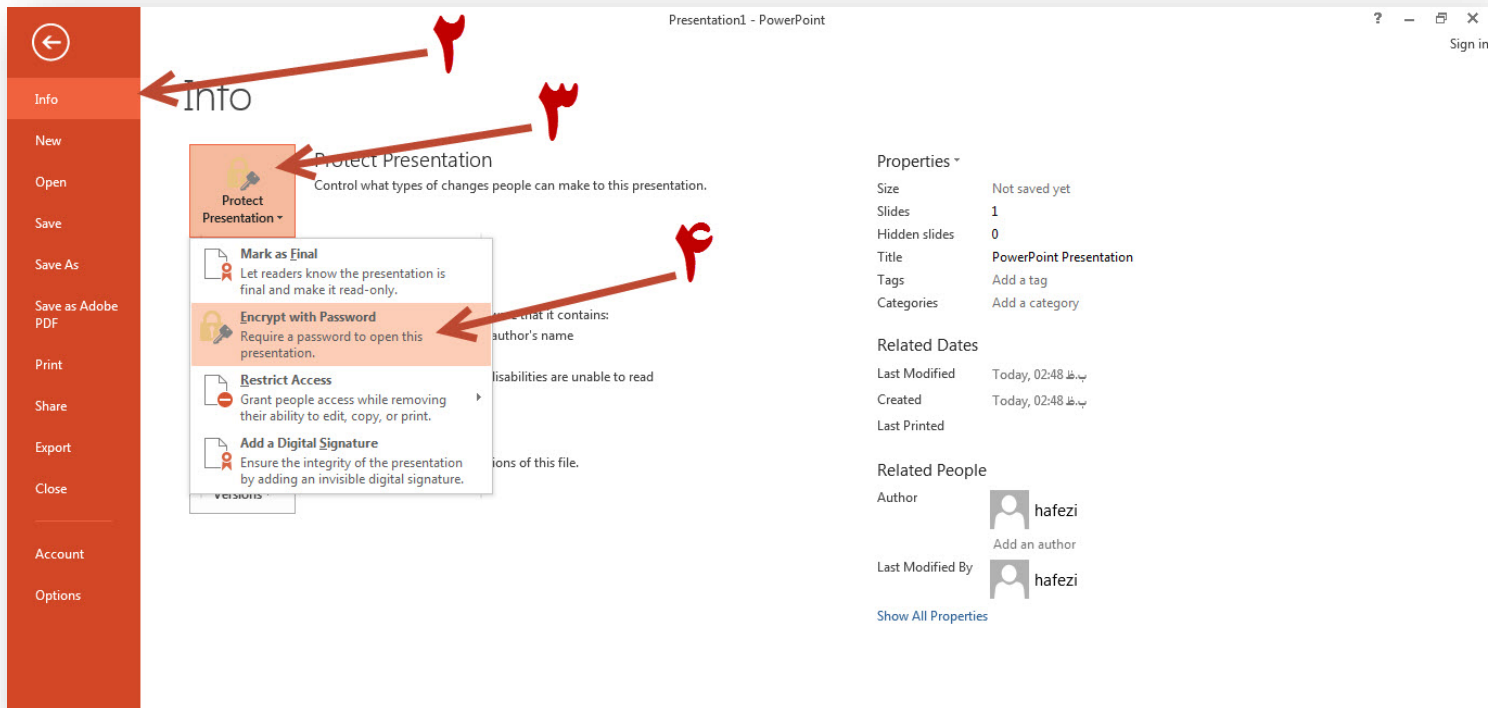 Presentation1 - PowerPoint
? 
Sign in
۲
Info
New
Open
Save
Save As
Save as Adobe
PDF
Print
Share
Export
Close
Account
Options
Info
۳
Protect
Presentation
Protect Presentation
Control what types of changes people can make to this presentation.
۴
Mark as Final
Let readers know the presentation is
final and make it read-only.
Encrypt with Password
Require a password to open this
presentation.
Restrict Access
Grant people access while removing
their ability to edit, copy, or print.
Add a Digital Signature
Ensure the integrity of the presentation
by adding an invisible digital signature.
that it contains:
author's name
disabilities are unable to read
ions of this file.
Versions
Properties
Size Not saved yet
Slides 1
Hidden slides 0
Title PowerPoint Presentation
Tags Add a tag
Categories Add a category
Related Dates
Last Modified Today, 02:48 ب.ظ
Created Today, 02:48 ب.ظ
Last Printed
Related People
Author hafezi
Add an author
Last Modified By hafezi
Show All Properties